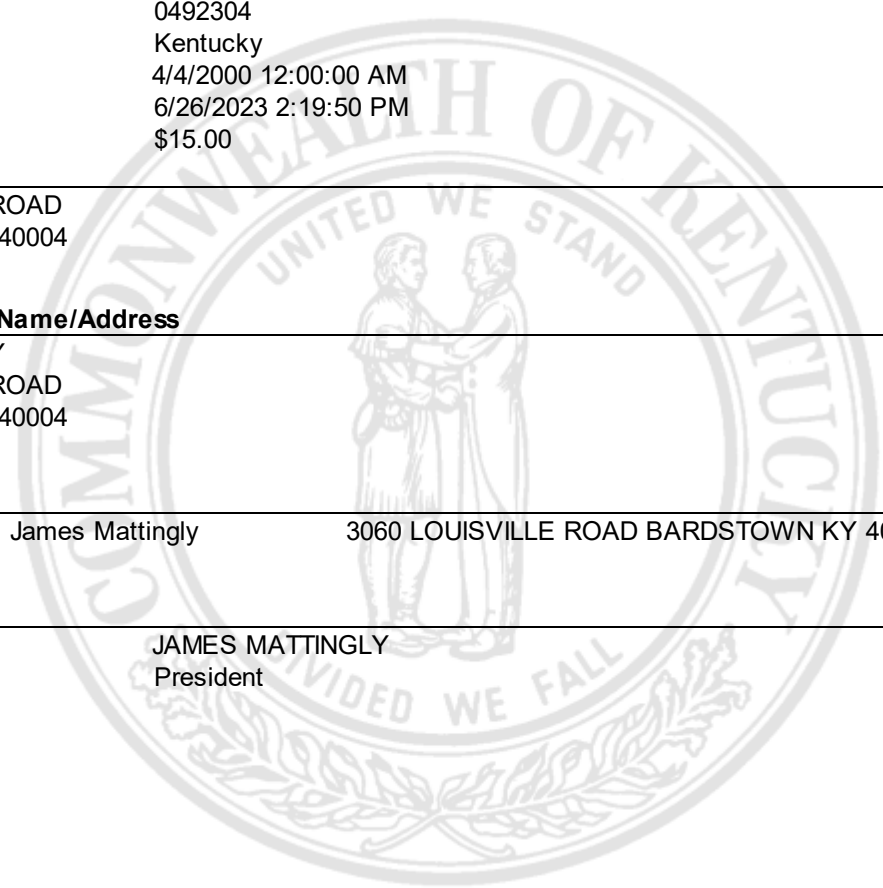 0492304
Kentucky
4/4/2000 12:00:00 AM
6/26/2023 2:19:50 PM
$15.00
ROAD
40004
Name/Address
Y
ROAD
40004
James Mattingly 3060 LOUISVILLE ROAD BARDSTOWN KY 40
JAMES MATTINGLY
President
COMMONWEALTH OF KENTUCKY
UNITED WE STAND
DIVIDED WE FALL